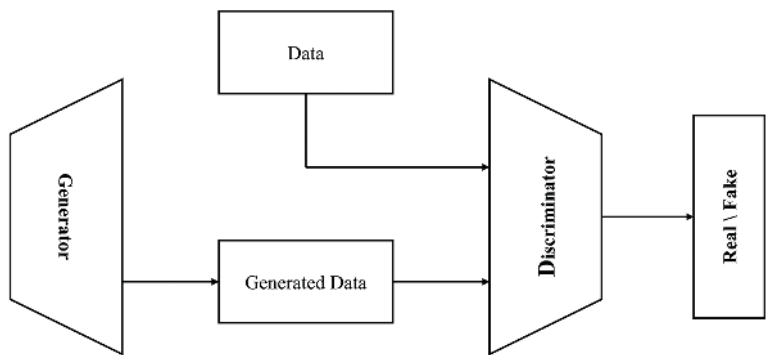 Data
Generator
Generated Data
Discriminator
Real \ Fake